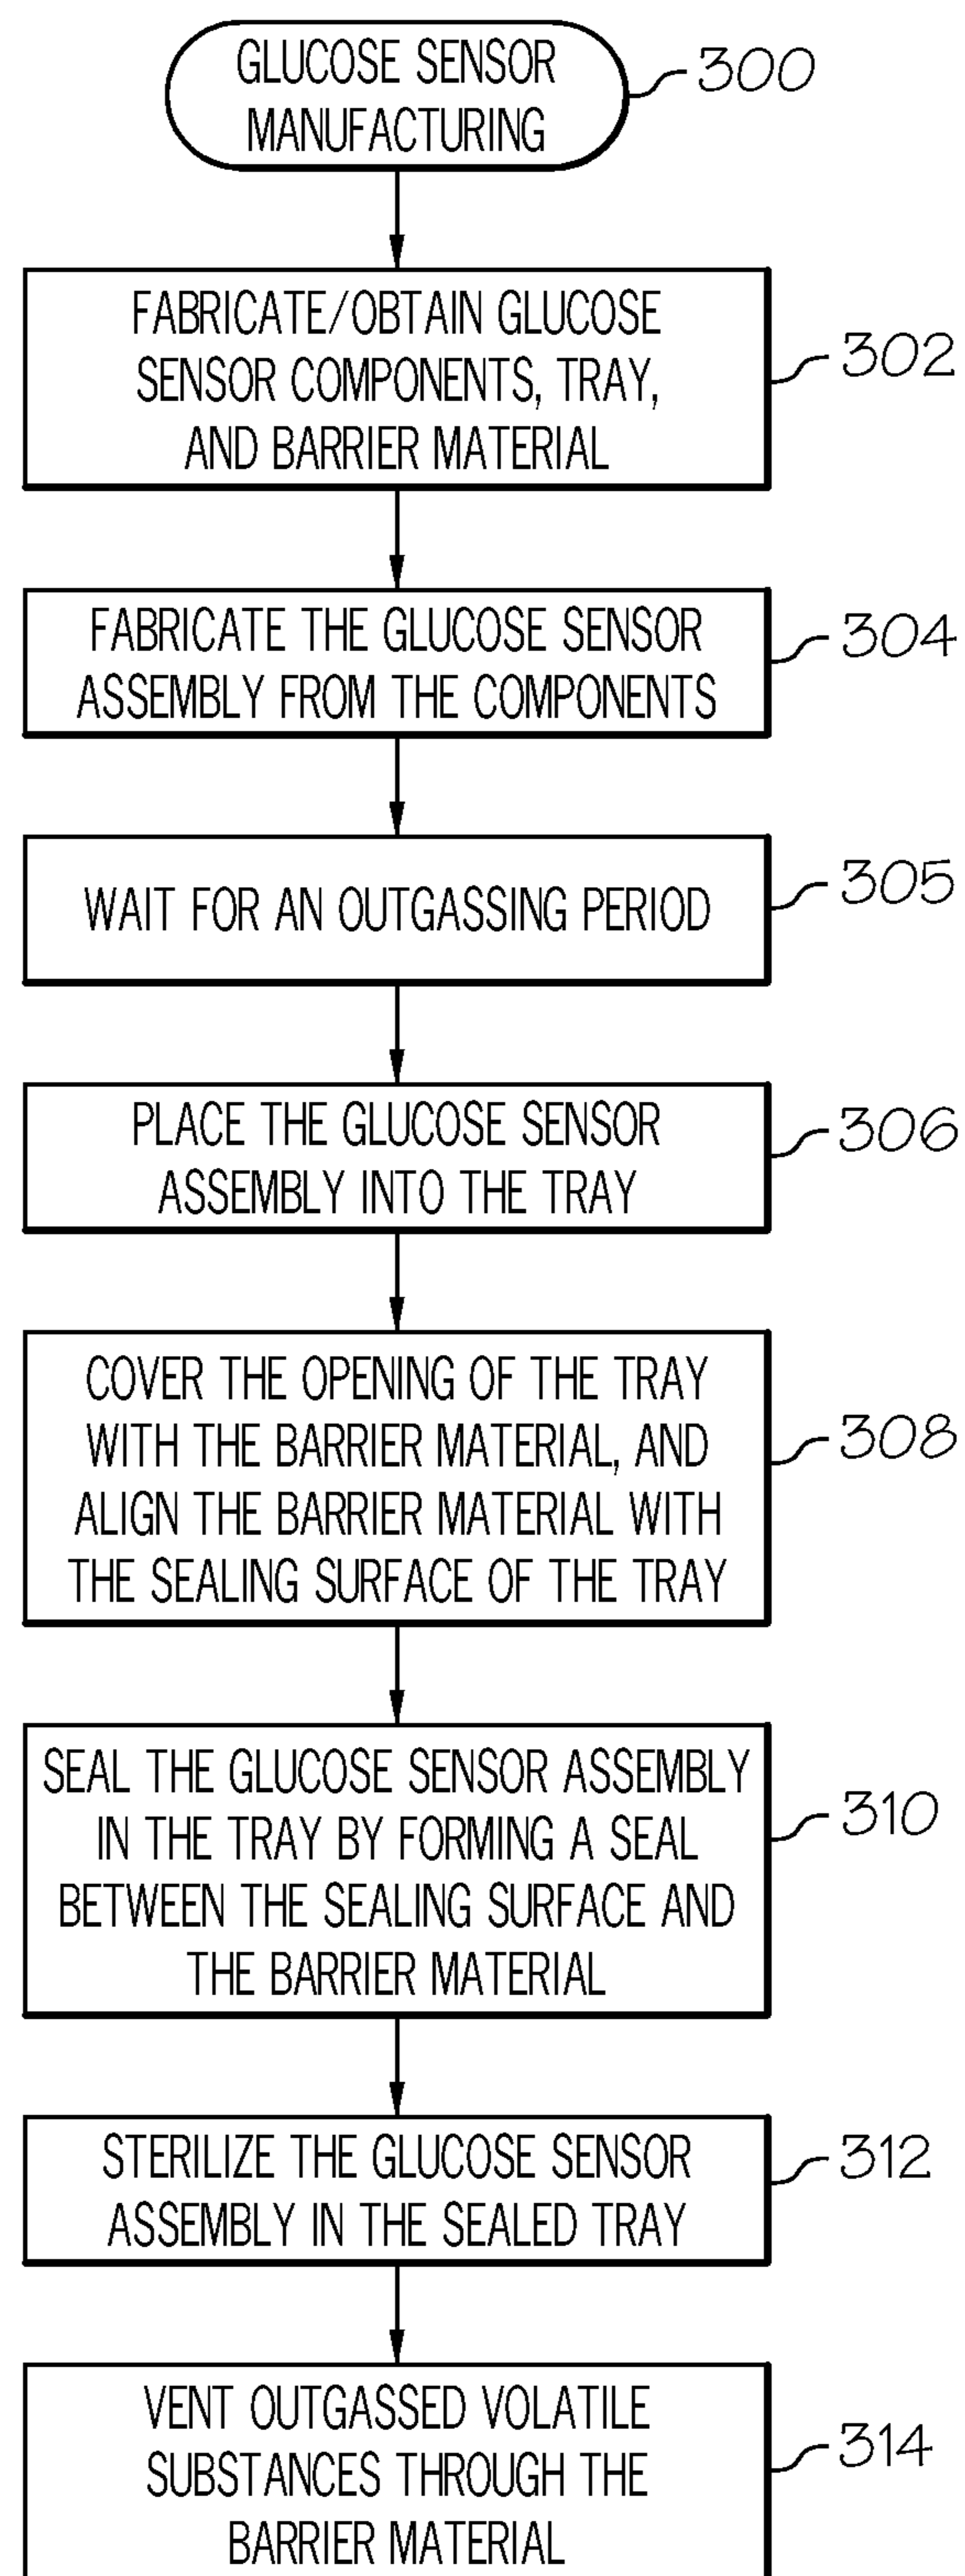 GLUCOSE SENSOR
MANUFACTURING
300
FABRICATE/OBTAIN GLUCOSE
SENSOR COMPONENTS, TRAY,
AND BARRIER MATERIAL
302
FABRICATE THE GLUCOSE SENSOR
ASSEMBLY FROM THE COMPONENTS
304
WAIT FOR AN OUTGASSING PERIOD
305
PLACE THE GLUCOSE SENSOR
ASSEMBLY INTO THE TRAY
306
COVER THE OPENING OF THE TRAY
WITH THE BARRIER MATERIAL, AND
ALIGN THE BARRIER MATERIAL WITH
THE SEALING SURFACE OF THE TRAY
308
SEAL THE GLUCOSE SENSOR ASSEMBLY
IN THE TRAY BY FORMING A SEAL
BETWEEN THE SEALING SURFACE AND
THE BARRIER MATERIAL
310
STERILIZE THE GLUCOSE SENSOR
ASSEMBLY IN THE SEALED TRAY
312
VENT OUTGASSED VOLATILE
SUBSTANCES THROUGH THE
BARRIER MATERIAL
314